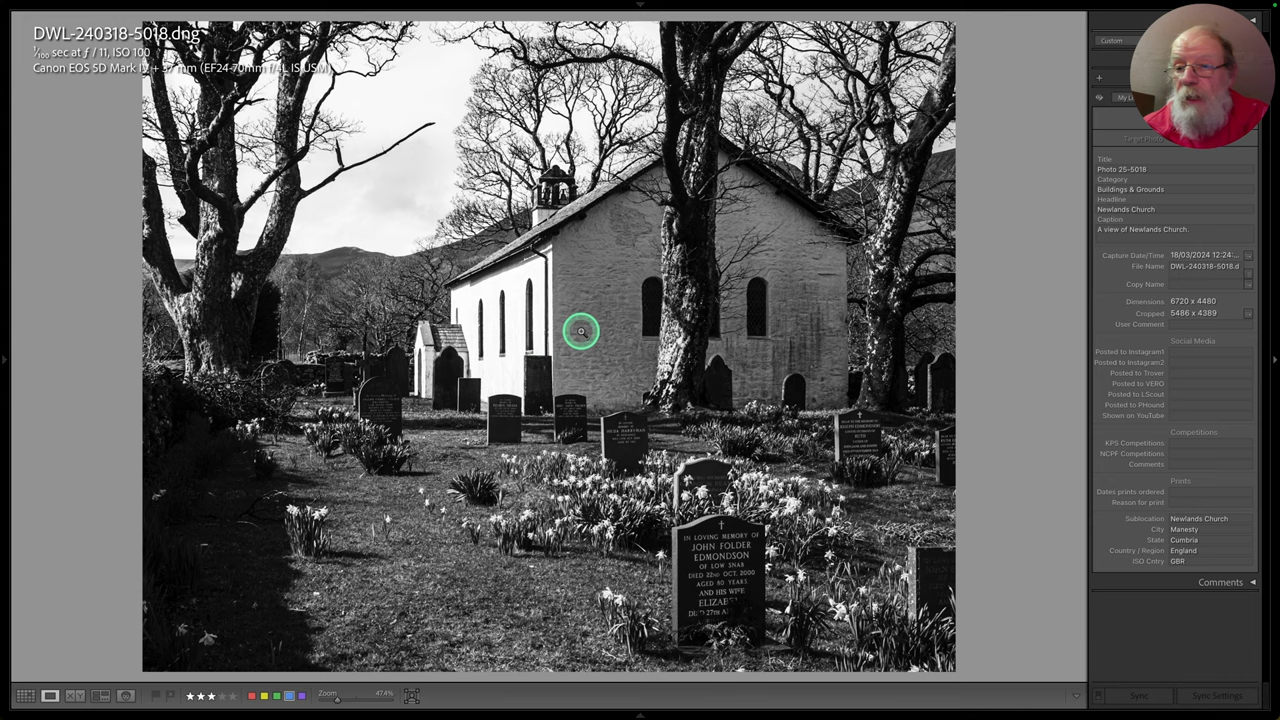 DWL-240318-5018.dng
1/100 sec at f / 11, ISO 100
Canon EOS 5D Mark IV + 37 mm (EF24-70mm f/4L IS USM)
Custom
Title
Photo 25-5018
Category
Buildings & Grounds
Headline
Newlands Church
Caption
A view of Newlands Church.
Capture Date/Time 18/03/2024 12:24:...
File Name DWL-240318-5018.d
Copy Name
Dimensions 6720 x 4480
Cropped 5486 x 4389
User Comment
Social Media
Posted to Instagram1
Posted to Instagram2
Posted to Trover
Posted to VERO
Posted to LScout
Posted to PHound
Shown on YouTube
Competitions
KPS Competitions
NCPF Competitions
Comments
Prints
Dates prints ordered
Reason for print
Sublocation Newlands Church
City Manesty
State Cumbria
Country / Region England
ISO Cntry GBR
Comments
IN LOVING MEMORY OF
JOHN FOLDER
EDMONDSON
OF LOW SNAB
DIED 22ND OCT. 2000
AGED 80 YEARS
AND HIS WIFE
XY
Zoom 47.4%
Sync Sync Settings